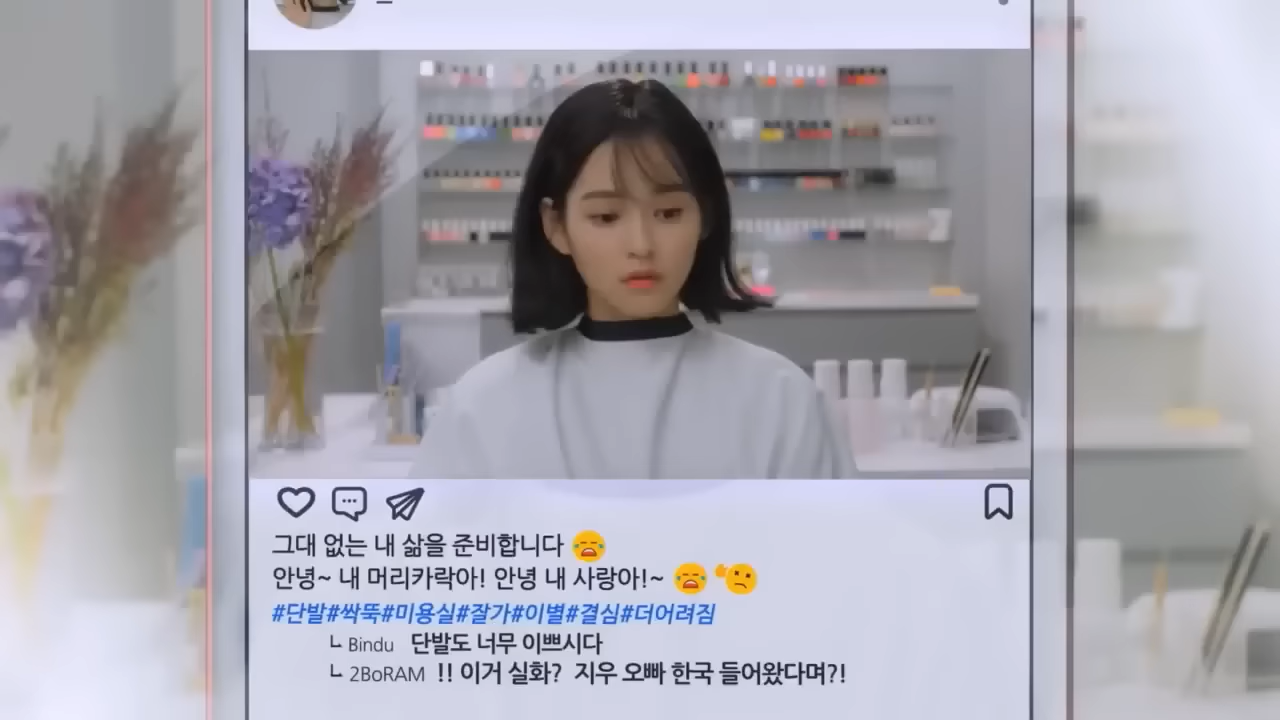 그대 없는 내 삶을 준비합니다
안녕~ 내 머리카락아! 안녕 내 사랑아!~
#단발#싹뚝#미용실#잘가#이별#결심#더어려짐
ㄴ Bindu 단발도 너무 이쁘시다
ㄴ 2BoRAM !! 이거 실화? 지우 오빠 한국 들어왔다며?!